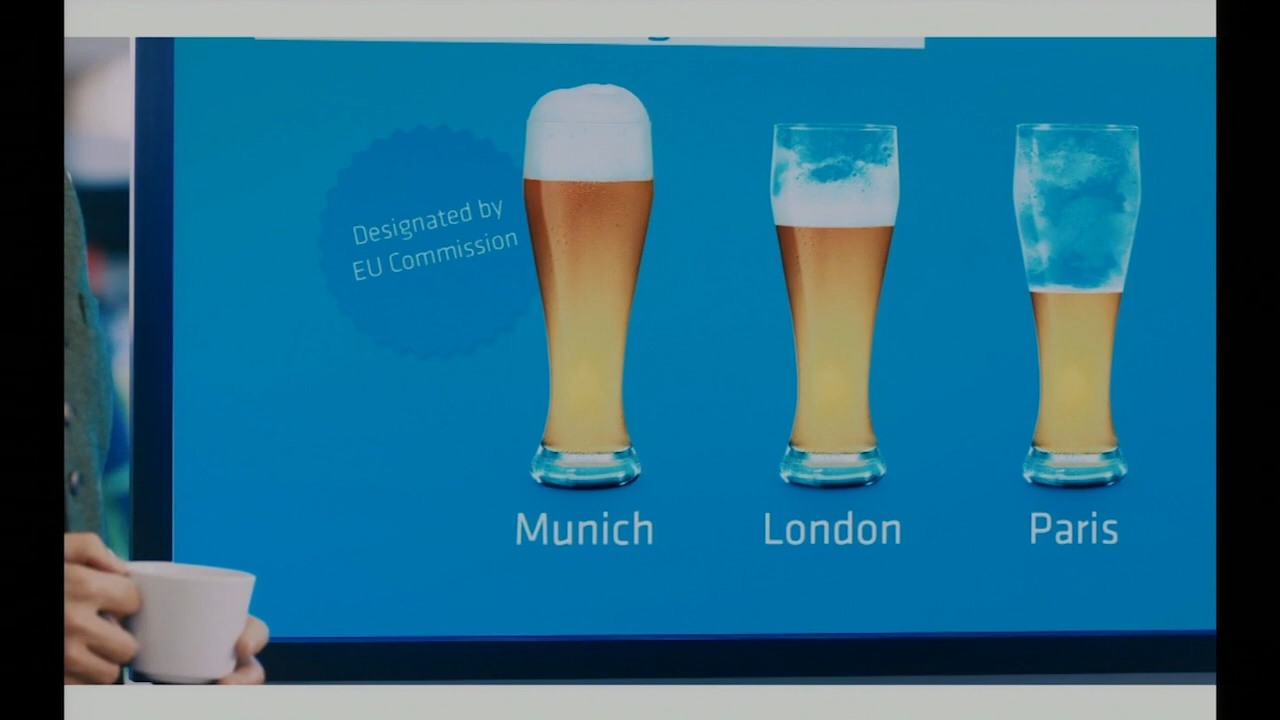 Designated by
EU Commission
Munich
London
Paris